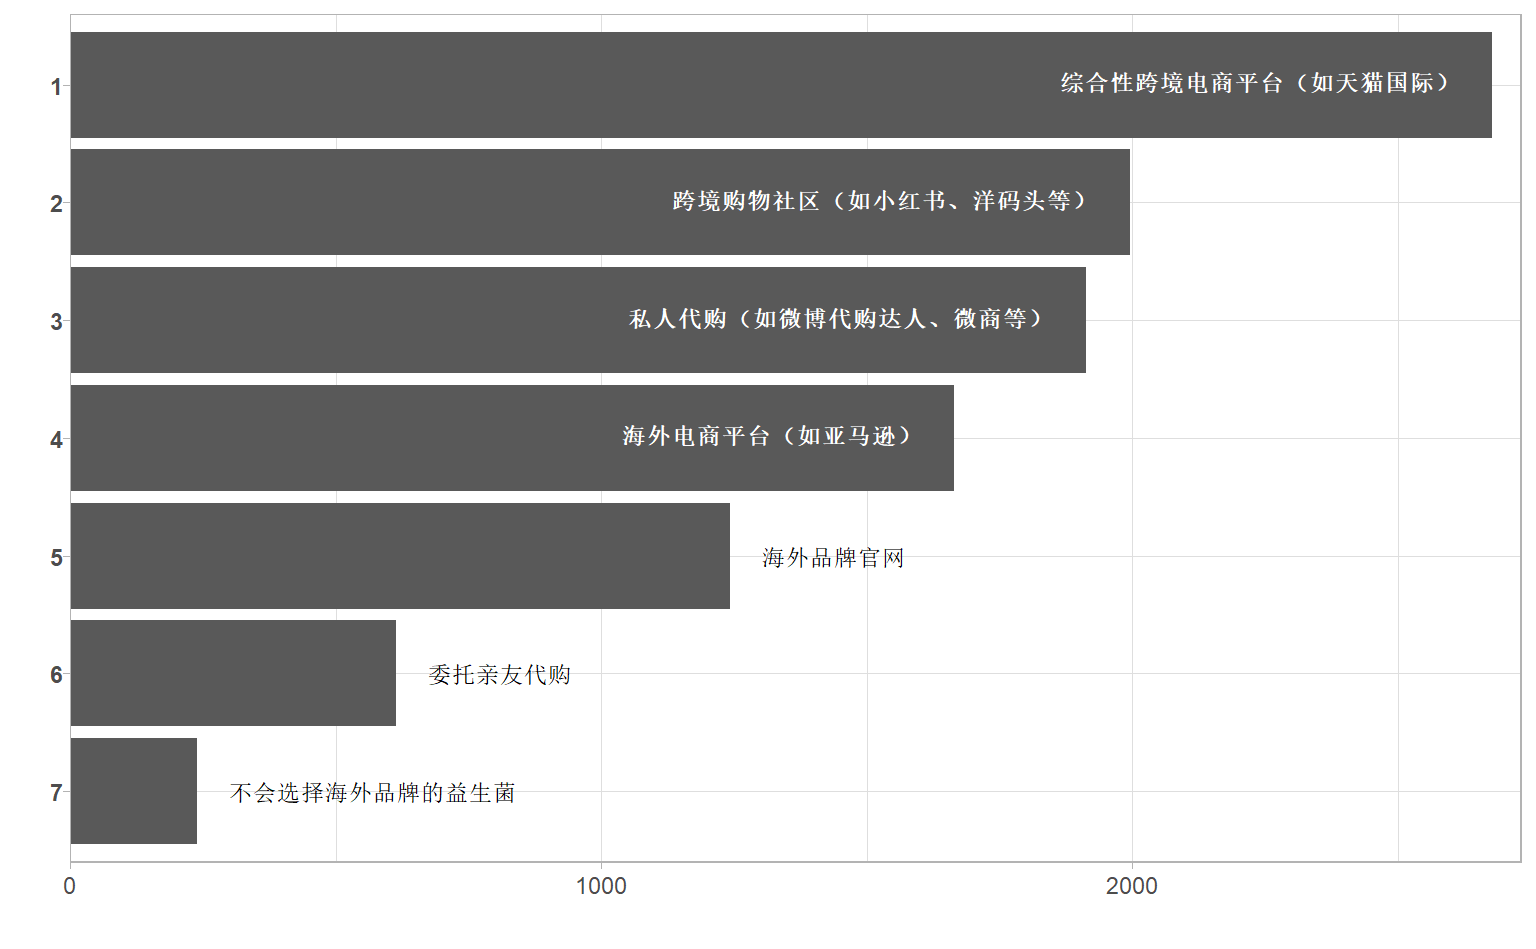 1
综合性跨境电商平台（如天猫国际）
2
跨境购物社区（如小红书、洋码头等）
3
私人代购（如微博代购达人、微商等）
4
海外电商平台（如亚马逊）
5
海外品牌官网
6
委托亲友代购
7
不会选择海外品牌的益生菌
0 1000 2000